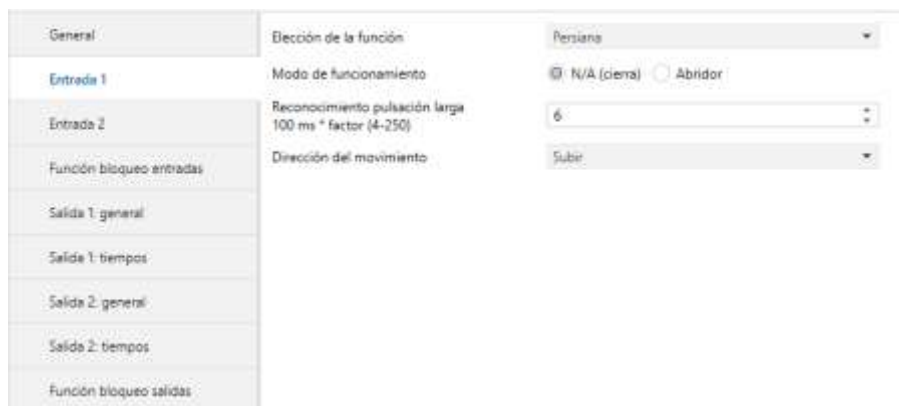 General
Entrada 1
Entrada 2
Función bloqueo entradas
Salida 1: general
Salida 1: tiempos
Salida 2: general
Salida 2: tiempos
Función bloqueo salidas
Elección de la función Persiana
Modo de funcionamiento N/A (cierra) Abridor
Reconocimiento pulsación larga
100 ms * factor (4-250) 6
Dirección del movimiento Subir